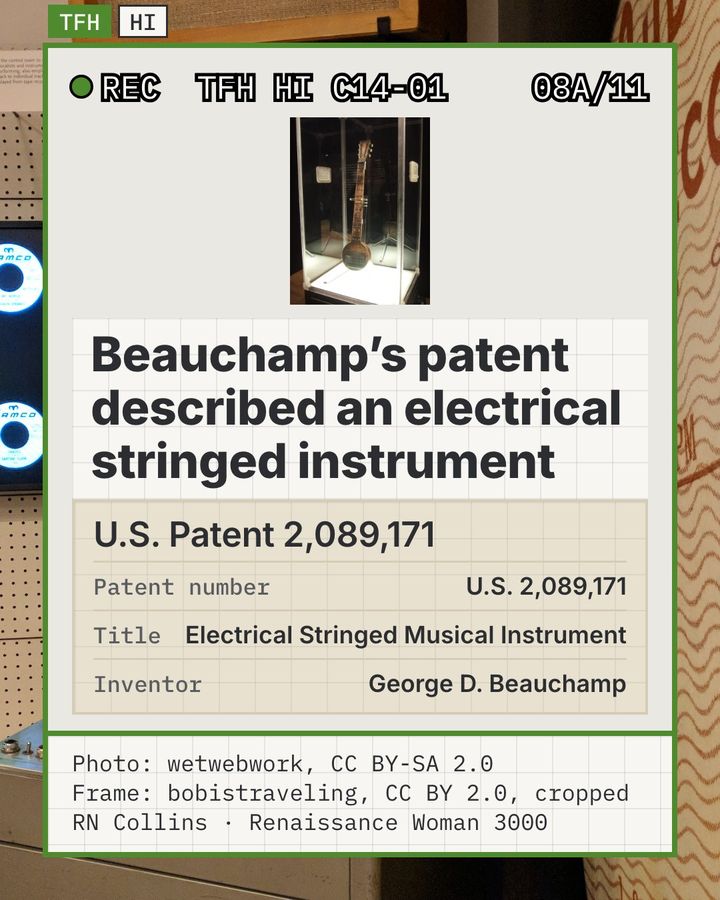 TFH HI
REC TFH HI C14-01 08A/11
Beauchamp's patent
described an electrical
stringed instrument
U.S. Patent 2,089,171
Patent number U.S. 2,089,171
Title Electrical Stringed Musical Instrument
Inventor George D. Beauchamp
Photo: wetwebwork, CC BY-SA 2.0
Frame: bobistraveling, CC BY 2.0, cropped
RN Collins · Renaissance Woman 3000